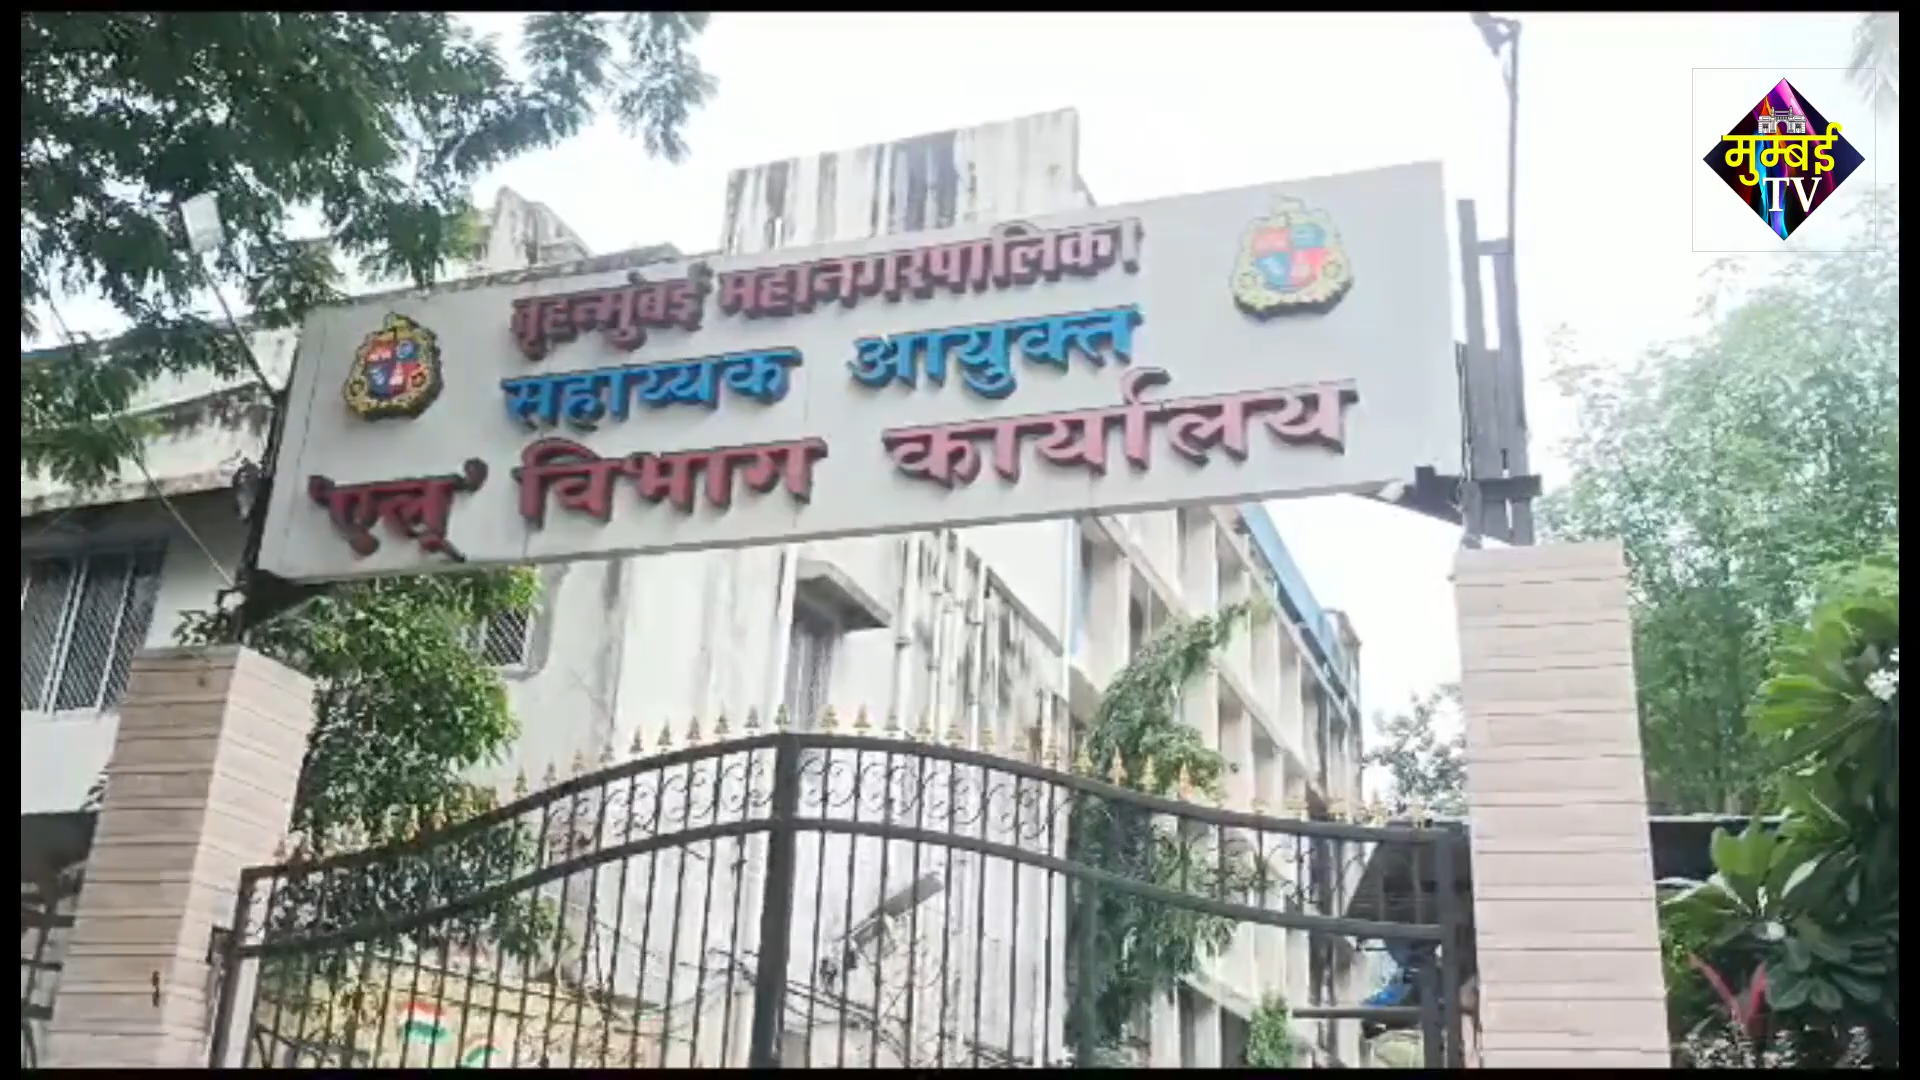 बृहन्मुंबई महानगरपालिका
सहाय्यक आयुक्त
'एल्' विभाग कार्यालय
मुम्बई
TV